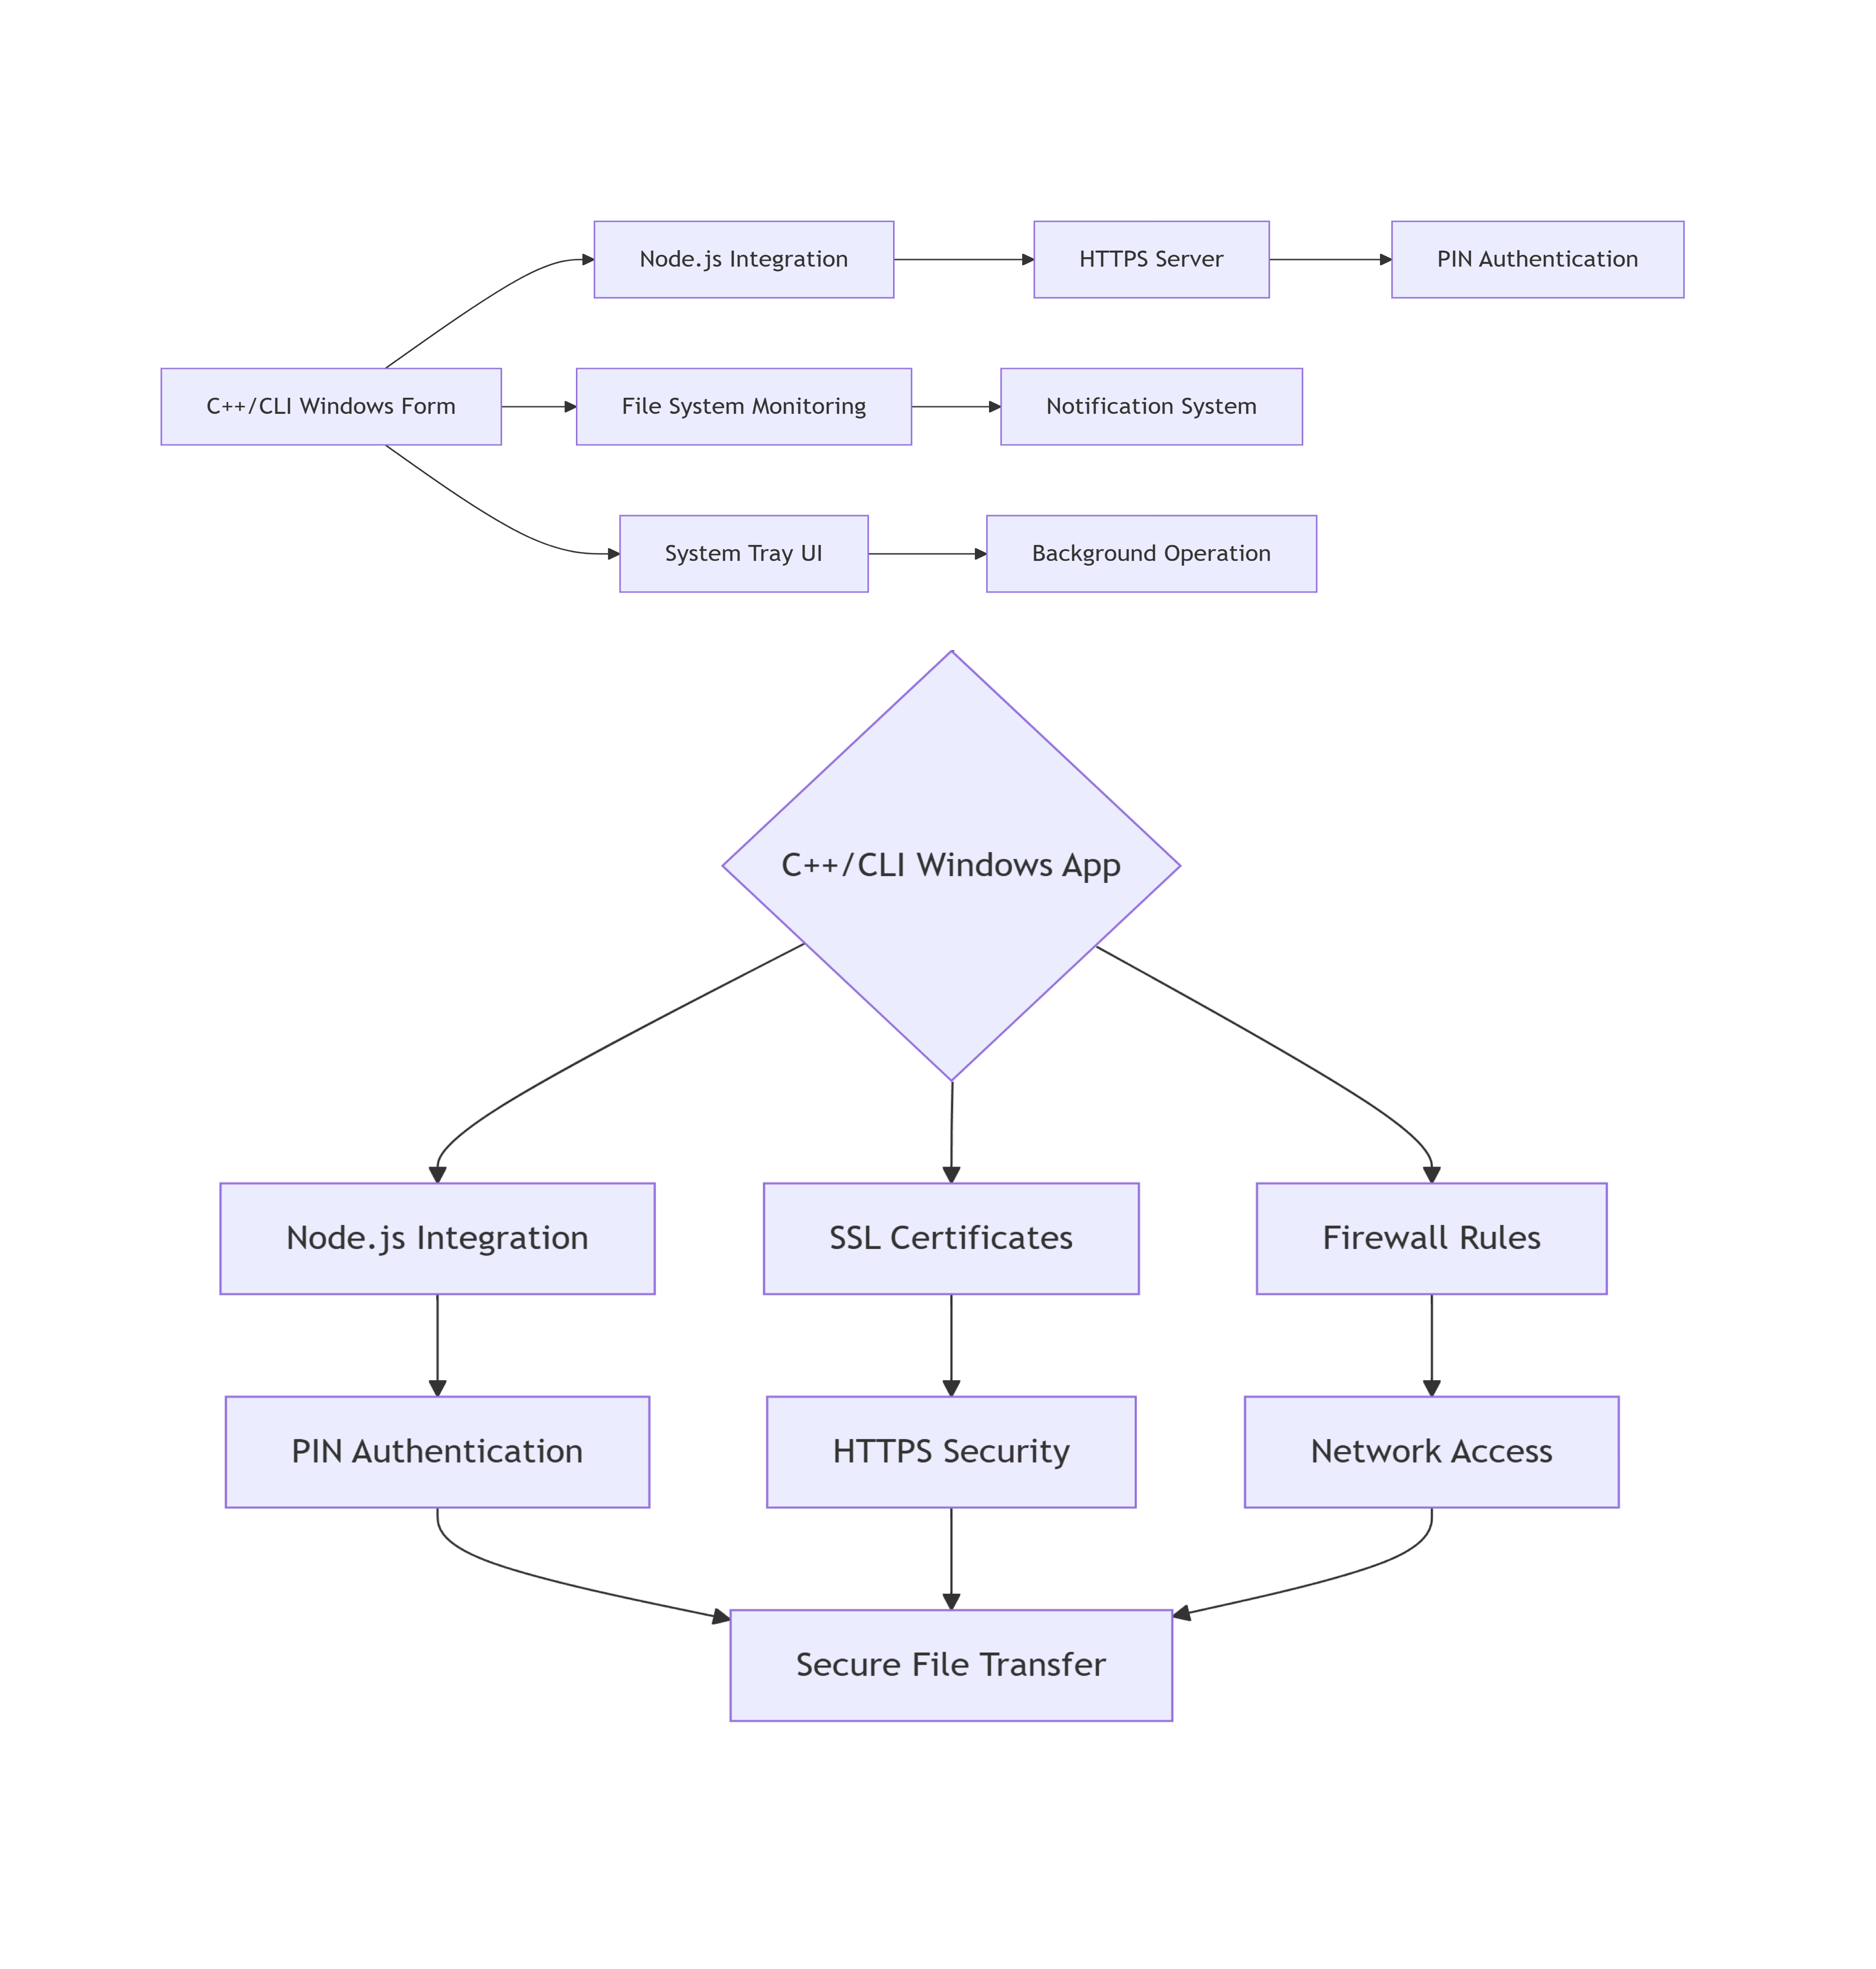 Node.js Integration
HTTPS Server
PIN Authentication
C++/CLI Windows Form
File System Monitoring
Notification System
System Tray UI
Background Operation
C++/CLI Windows App
Node.js Integration
SSL Certificates
Firewall Rules
PIN Authentication
HTTPS Security
Network Access
Secure File Transfer